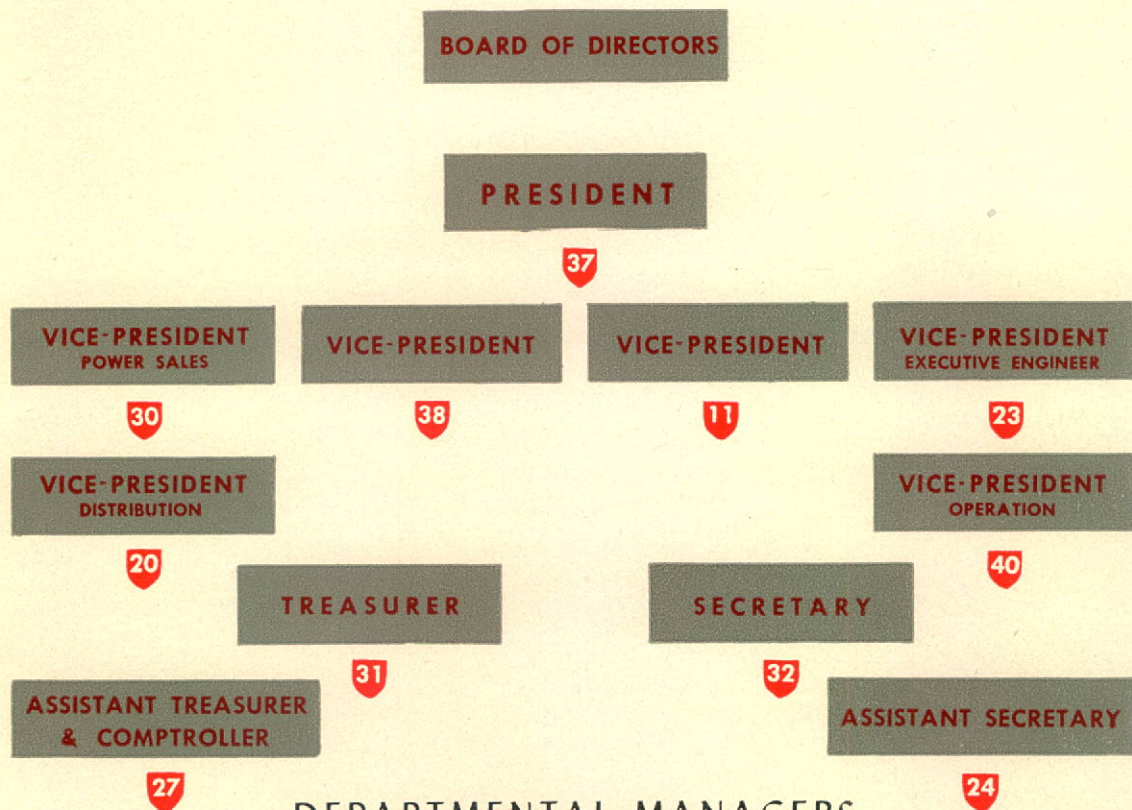 BOARD OF DIRECTORS
PRESIDENT
37
VICE-PRESIDENT
POWER SALES
30
VICE-PRESIDENT
38
VICE-PRESIDENT
11
VICE-PRESIDENT
EXECUTIVE ENGINEER
23
VICE-PRESIDENT
DISTRIBUTION
20
VICE-PRESIDENT
OPERATION
40
TREASURER
31
SECRETARY
32
ASSISTANT TREASURER
& COMPTROLLER
27
ASSISTANT SECRETARY
24
DEPARTMENTAL MANAGERS